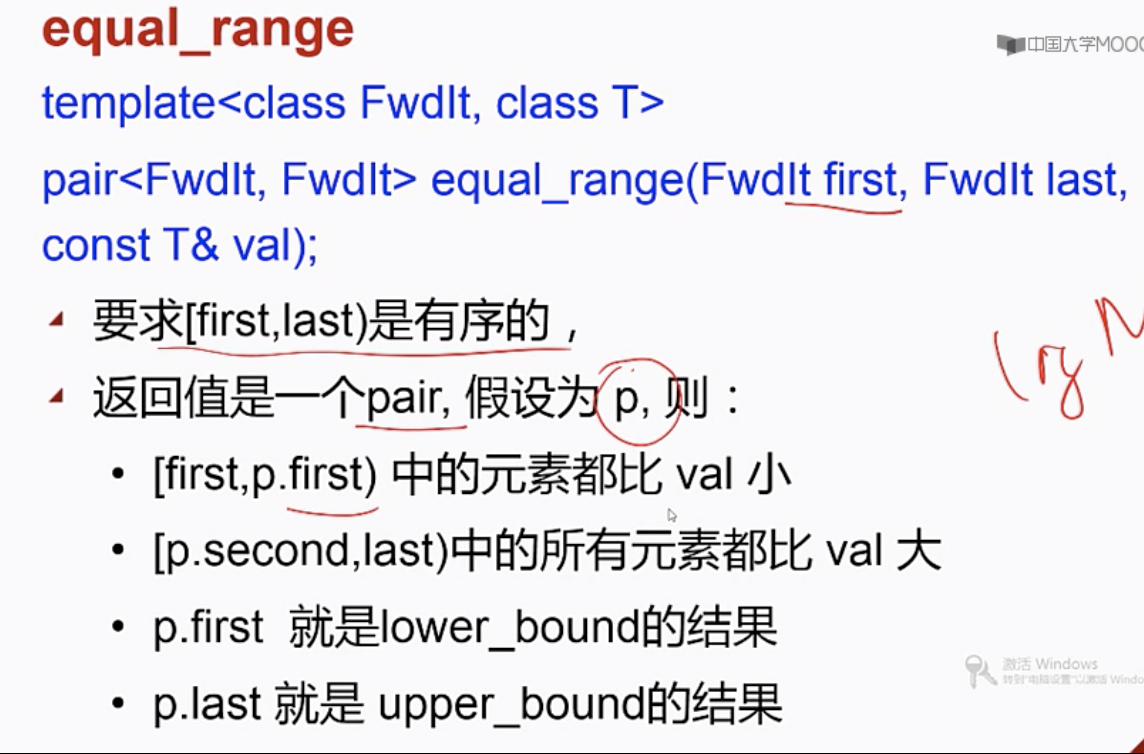 equal_range
中国大学MOOC
template<class FwdIt, class T>
pair<FwdIt, FwdIt> equal_range(FwdIt first, FwdIt last,
const T& val);
要求[first,last)是有序的，
返回值是一个pair, 假设为 p, 则：
• [first,p.first) 中的元素都比 val 小
• [p.second,last)中的所有元素都比 val 大
• p.first 就是lower_bound的结果
• p.last 就是 upper_bound的结果
log N
激活 Windows
转到"电脑设置"以激活 Windo